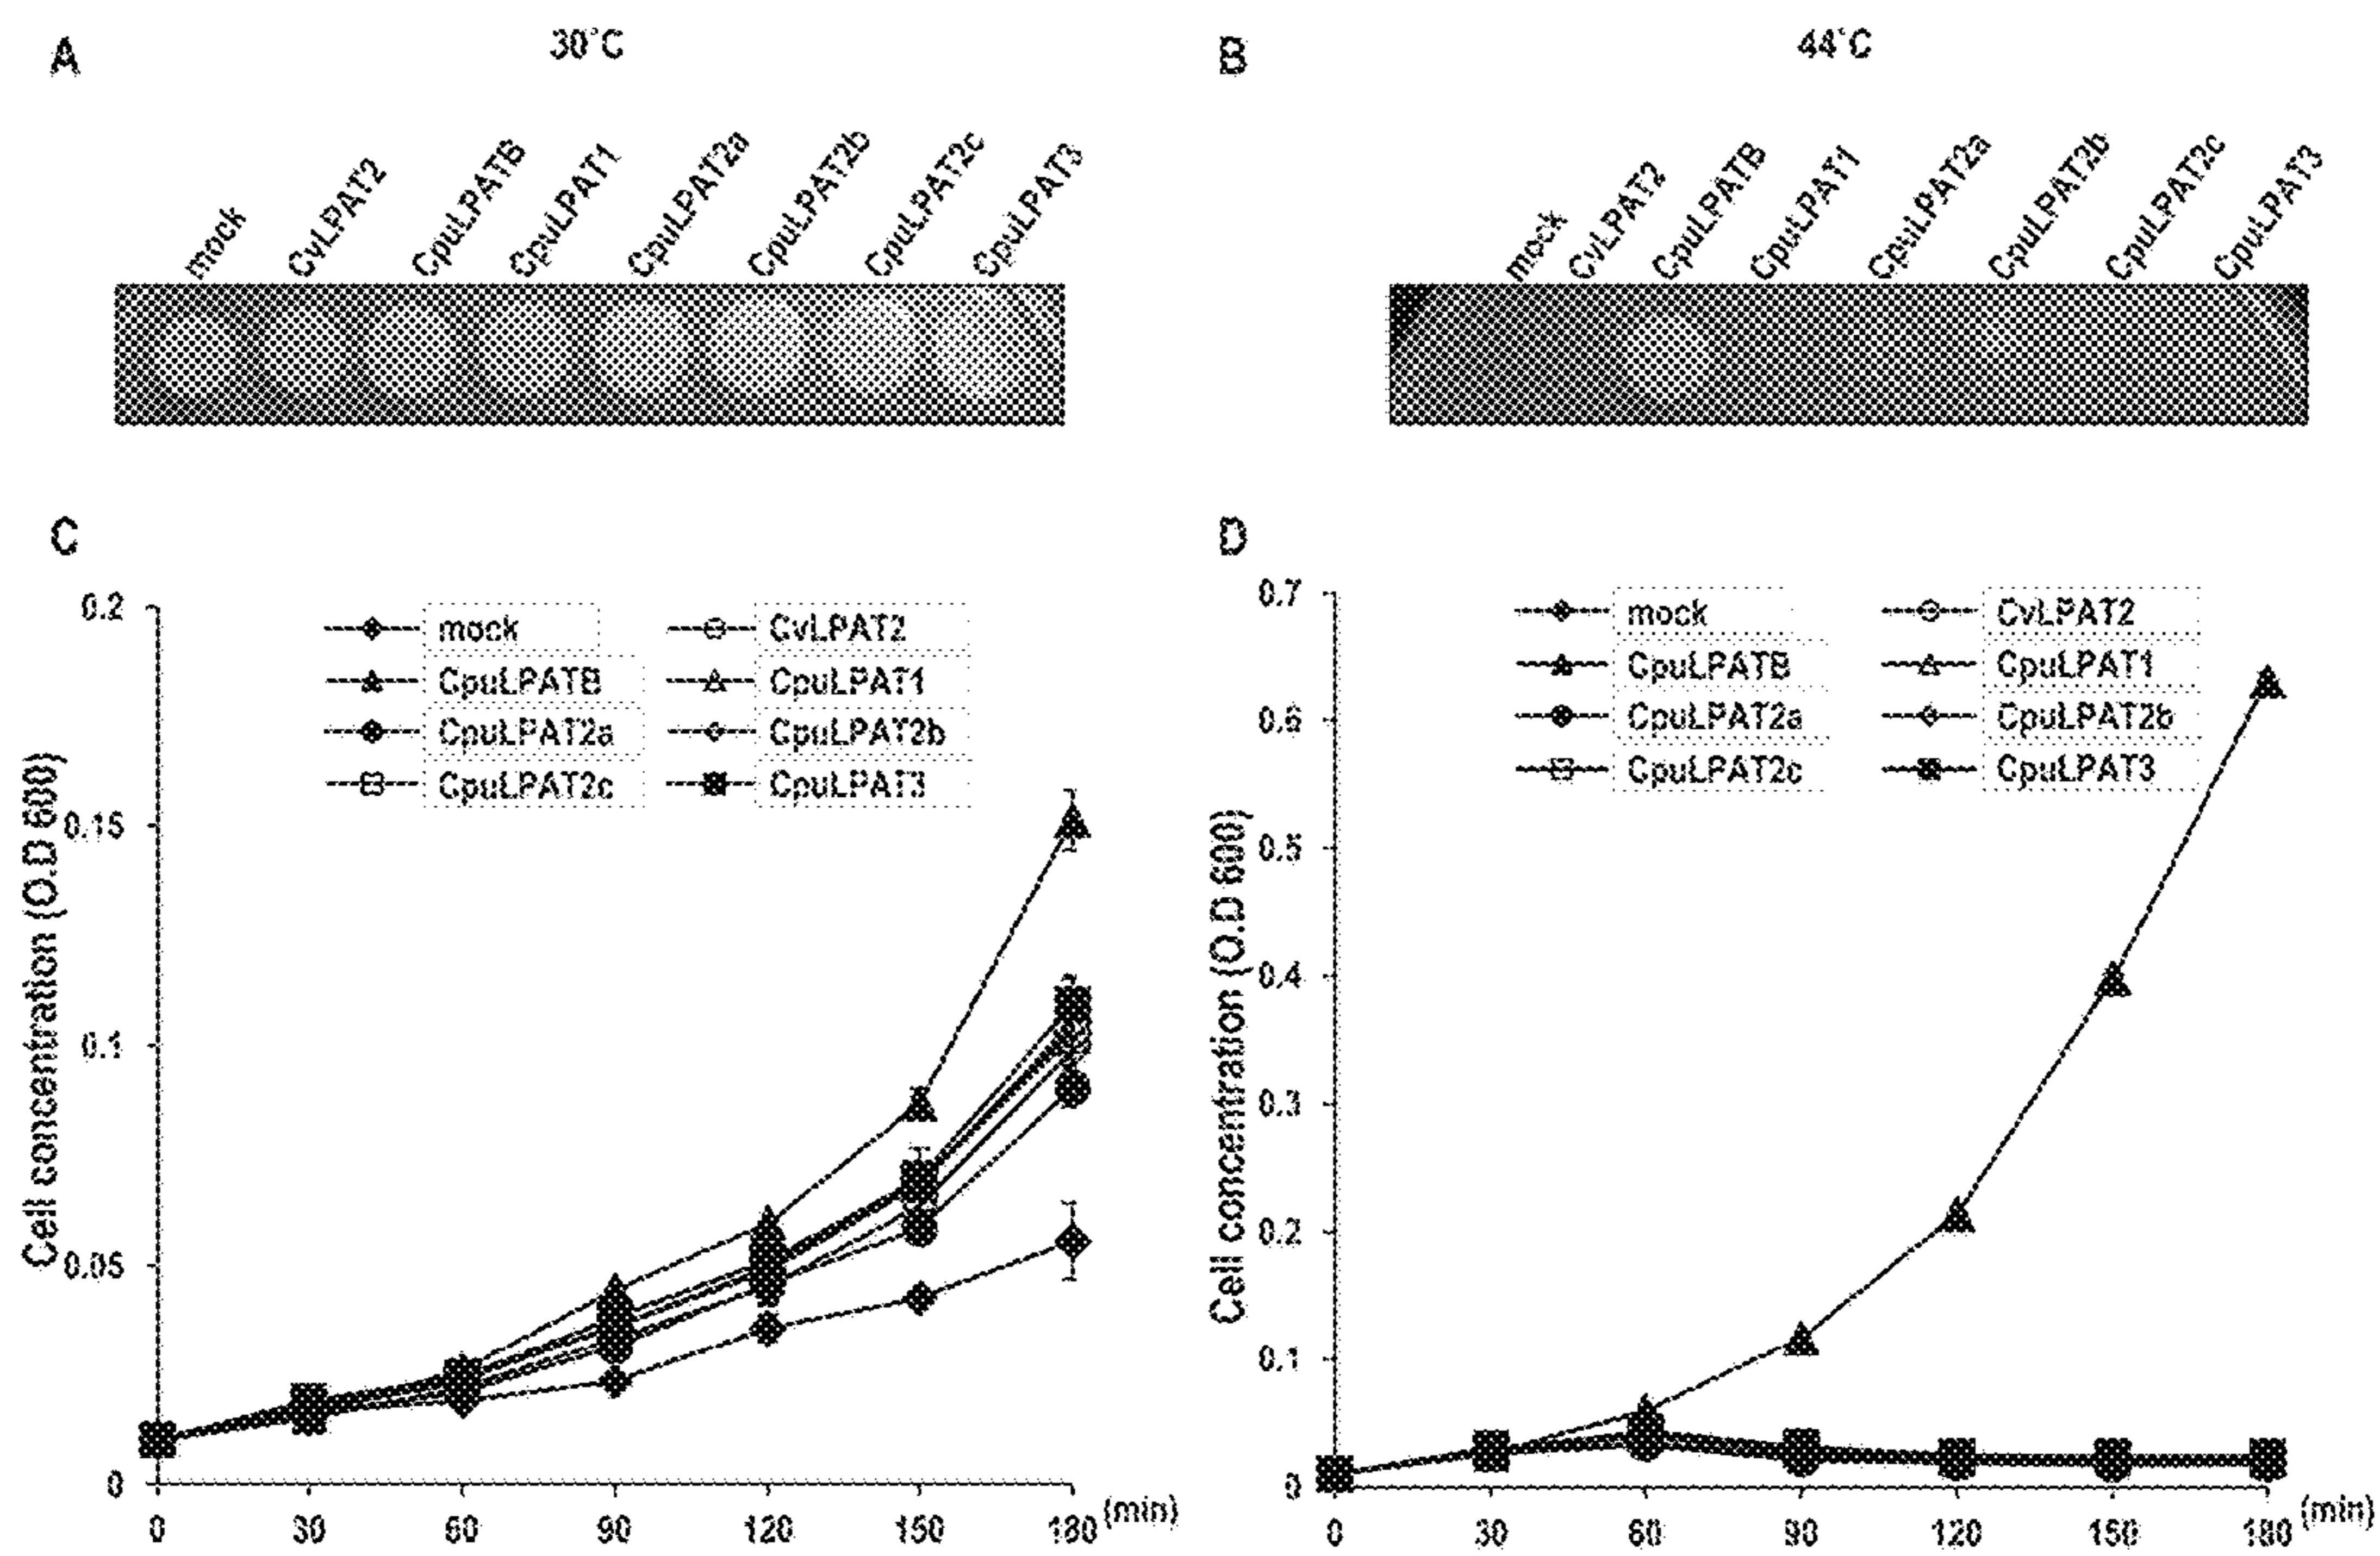 A
30°C
mock
CvLPAT2
CpuLPATB
CpuLPAT1
CpuLPAT2a
CpuLPAT2b
CpuLPAT2c
CpuLPAT3
B
44°C
mock
CvLPAT2
CpuLPATB
CpuLPAT1
CpuLPAT2a
CpuLPAT2b
CpuLPAT2c
CpuLPAT3
C
Cell concentration (O.D 600)
0.2
0.15
0.1
0.05
0
mock
CvLPAT2
CpuLPATB
CpuLPAT1
CpuLPAT2a
CpuLPAT2b
CpuLPAT2c
CpuLPAT3
0 30 60 90 120 150 180 (min)
D
Cell concentration (O.D 600)
0.7
0.6
0.5
0.4
0.3
0.2
0.1
0
mock
CvLPAT2
CpuLPATB
CpuLPAT1
CpuLPAT2a
CpuLPAT2b
CpuLPAT2c
CpuLPAT3
0 30 60 90 120 150 180 (min)